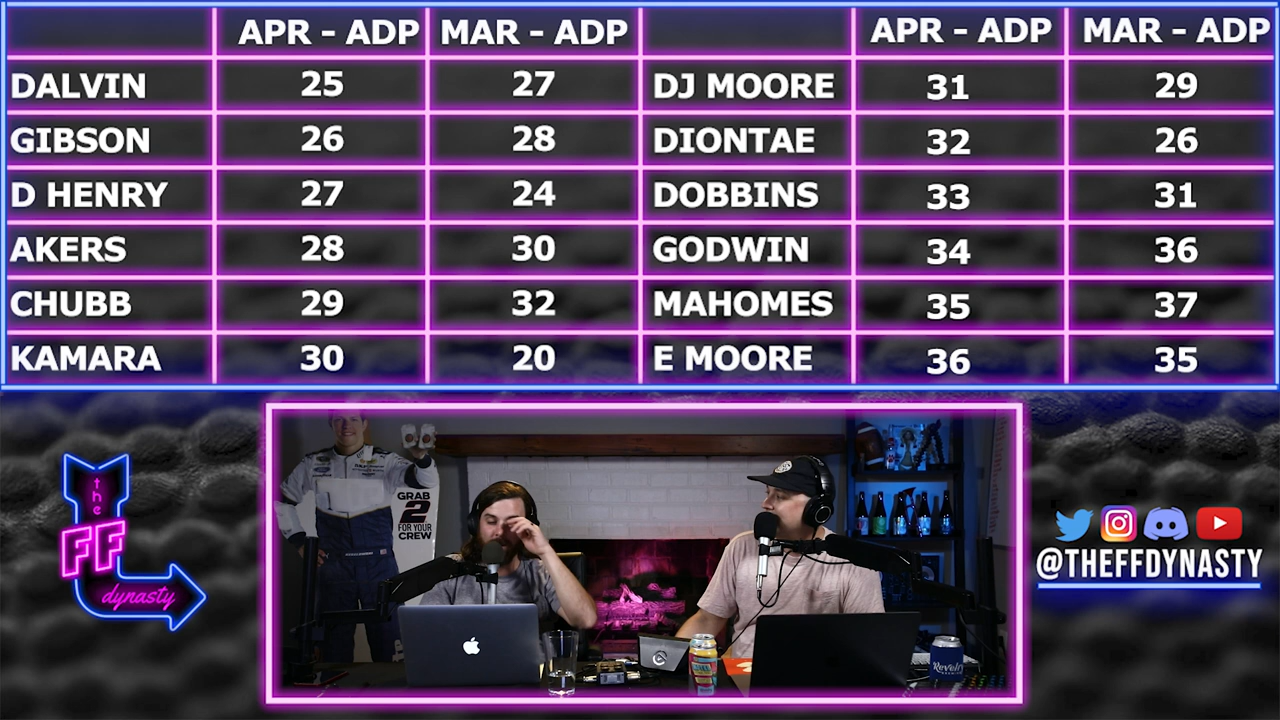 APR - ADP MAR - ADP APR - ADP MAR - ADP
DALVIN 25 27 DJ MOORE 31 29
GIBSON 26 28 DIONTAE 32 26
D HENRY 27 24 DOBBINS 33 31
AKERS 28 30 GODWIN 34 36
CHUBB 29 32 MAHOMES 35 37
KAMARA 30 20 E MOORE 36 35
the
FF
dynasty
GRAB
2
FOR YOUR
CREW
Revelry
@THEFFDYNASTY